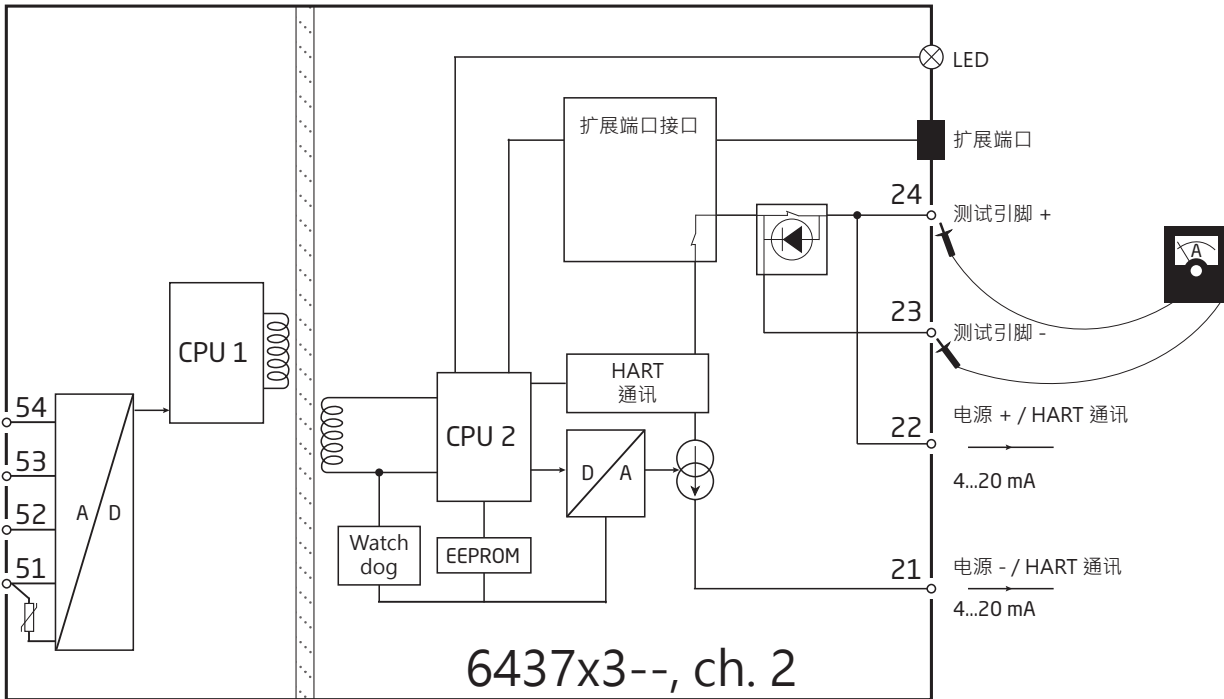 LED
扩展端口接口
扩展端口
24
测试引脚 +
A
23
测试引脚 -
CPU 1
HART
通讯
54
电源 + / HART 通讯
22
CPU 2
4...20 mA
53
D / A
52
A / D
Watch
dog
EEPROM
51
21
电源 - / HART 通讯
4...20 mA
6437x3--, ch. 2